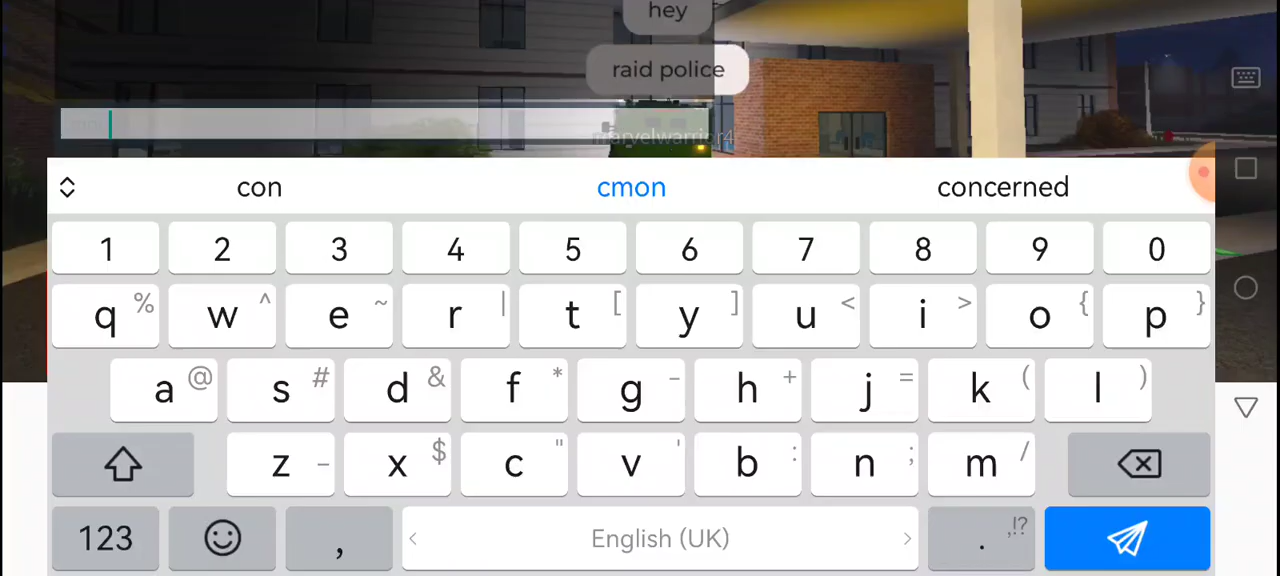 hey
raid police
marvelwarrior4
con cmon concerned
1 2 3 4 5 6 7 8 9 0
q % w ^ e ~ r | t [ y ] u < i > o { p }
a @ s # d & f * g - h + j = k ( l )
z _ x $ c " v ' b : n ; m /
123 , < English (UK) > . ,!?